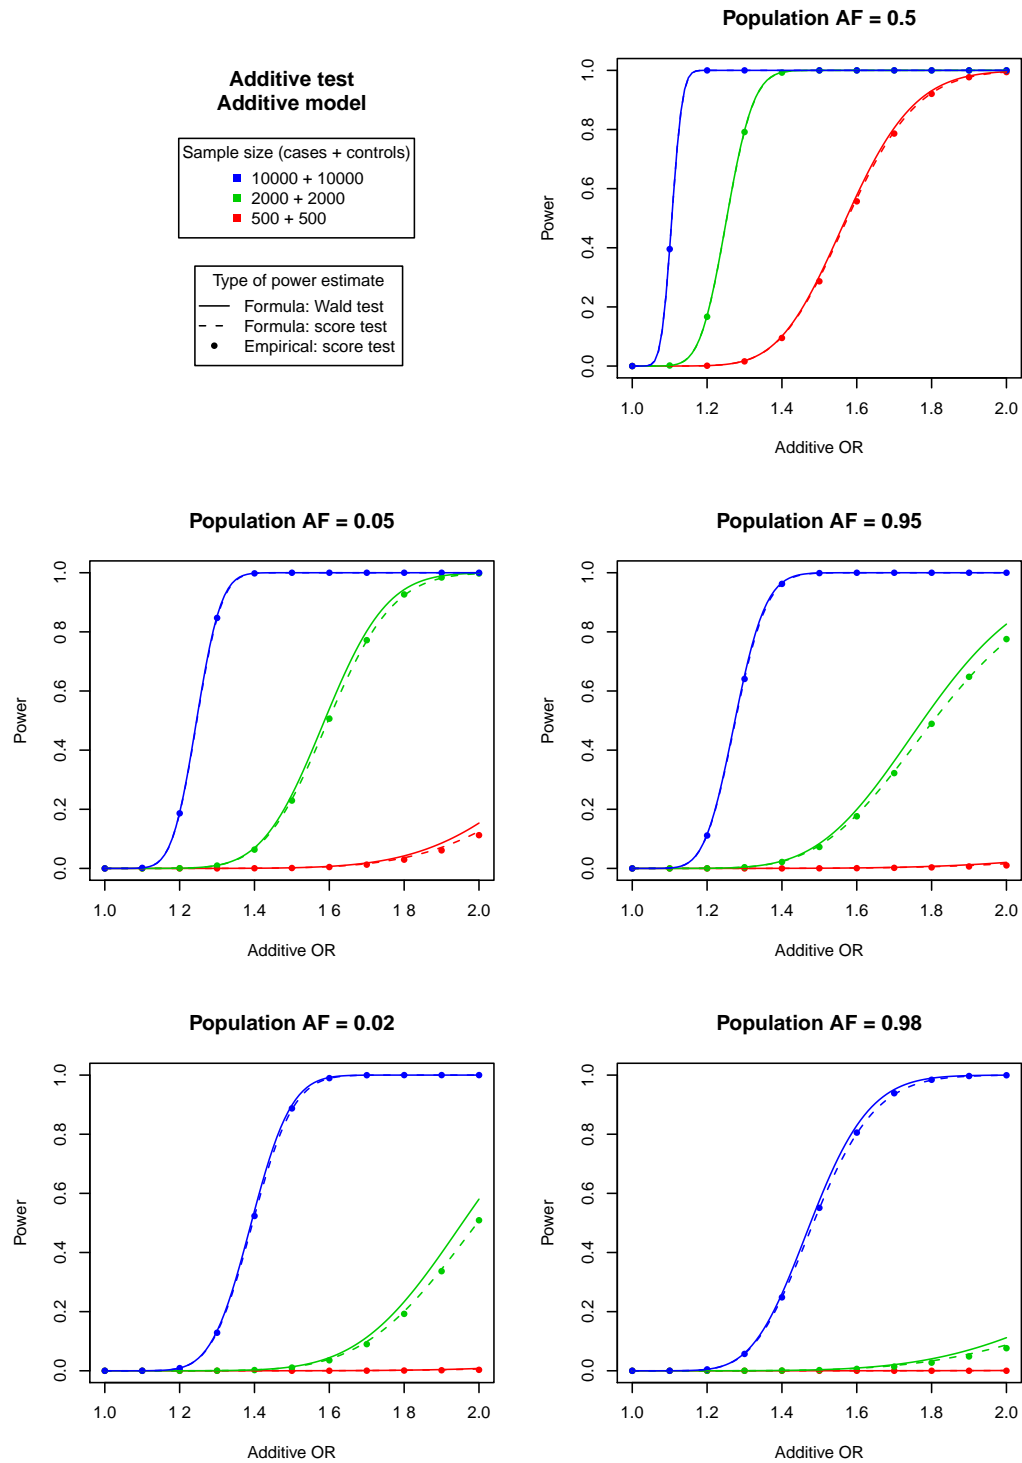 Additive test
Additive model
Sample size (cases + controls)
10000 + 10000
2000 + 2000
500 + 500
Type of power estimate
Formula: Wald test
Formula: score test
Empirical: score test
Population AF = 0.5
Power
0.0 0.2 0.4 0.6 0.8 1.0
1.0 1.2 1.4 1.6 1.8 2.0
Additive OR
Population AF = 0.05
Power
0.0 0.2 0.4 0.6 0.8 1.0
1.0 1 2 1.4 1 6 1 8 2.0
Additive OR
Population AF = 0.95
Power
0.0 0.2 0.4 0.6 0.8 1.0
1.0 1.2 1.4 1.6 1.8 2.0
Additive OR
Population AF = 0.02
Power
0.0 0.2 0.4 0.6 0.8 1.0
1.0 1 2 1.4 1 6 1 8 2.0
Additive OR
Population AF = 0.98
Power
0.0 0.2 0.4 0.6 0.8 1.0
1.0 1.2 1.4 1.6 1.8 2.0
Additive OR